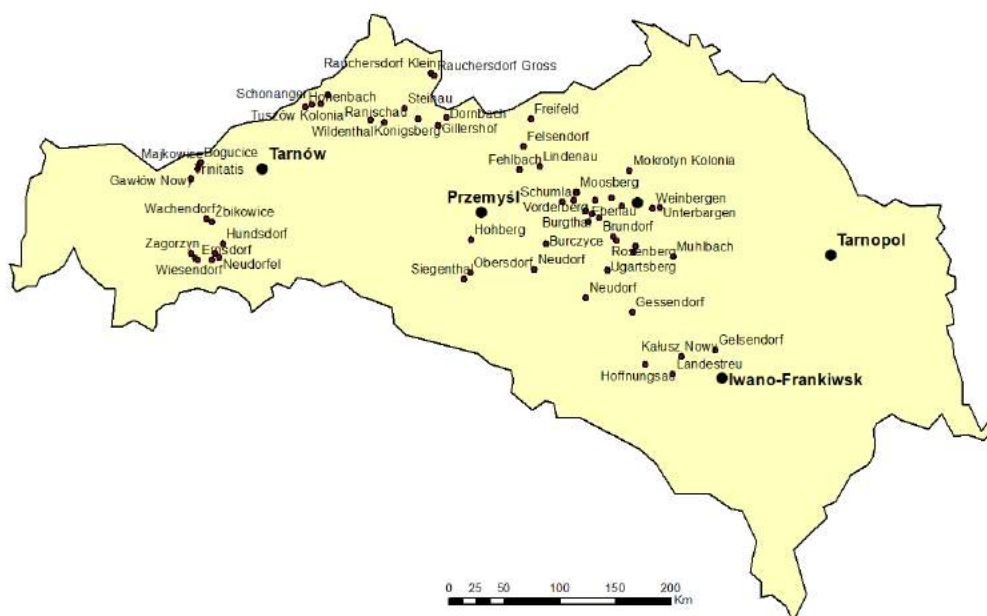 Rauchersdorf Klein
Rauchersdorf Gross
Schonanger
Hohenbach
Steinau
Tuszów Kolonia
Ranischau
Dornbach
Freifeld
Wildenthal
Konigsberg
Gillershof
Felsendorf
Majkowice
Bogucice
Tarnów
Trinitatis
Fehlbach
Lindenau
Mokrotyn Kolonia
Gawłów Nowy
Schumlau
Moosberg
Weinbergen
Wachendorf
Zbikowice
Przemyśl
Vorderberg
Ebenau
Unterbargen
Burgthal
Brundorf
Hundsdorf
Hohberg
Burczyce
Tarnopol
Zagorzyn
Erosdorf
Rosenberg
Muhlbach
Wiesendorf
Neudorfel
Siegenthal
Obersdorf
Neudorf
Ugartsberg
Neudorf
Gessendorf
Kałusz Nowy
Gelsendorf
Hoffnungsau
Landestreu
Iwano-Frankiwsk
0 25 50 100 150 200
Km